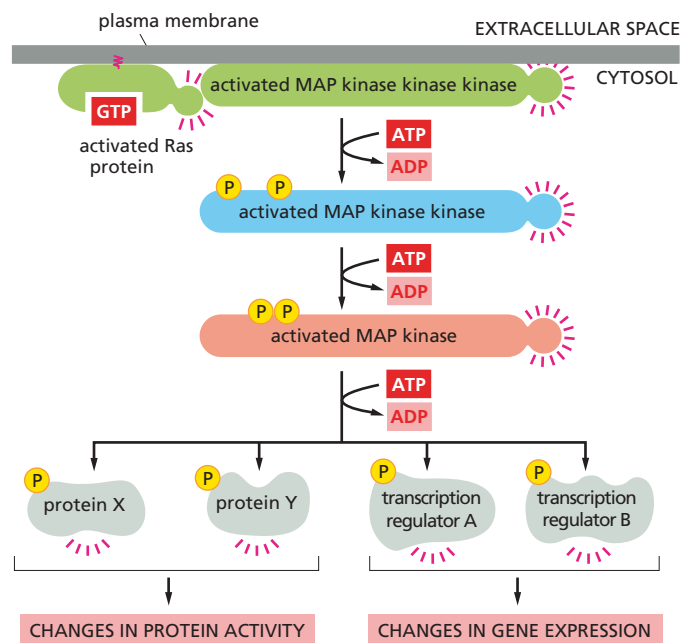 plasma membrane
EXTRACELLULAR SPACE
CYTOSOL
activated MAP kinase kinase kinase
GTP
activated Ras
protein
ATP
ADP
P P
activated MAP kinase kinase
ATP
ADP
P P
activated MAP kinase
ATP
ADP
P
protein X
P
protein Y
P
transcription
regulator A
P
transcription
regulator B
CHANGES IN PROTEIN ACTIVITY
CHANGES IN GENE EXPRESSION